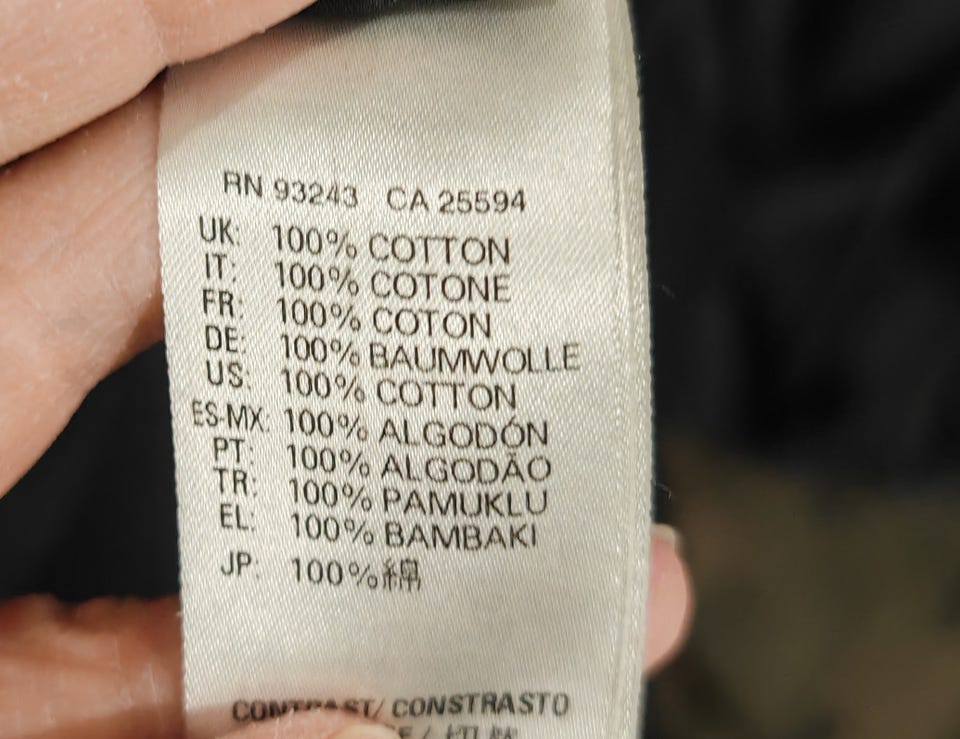 RN 93243 CA 25594
UK: 100% COTTON
IT: 100% COTONE
FR: 100% COTON
DE: 100% BAUMWOLLE
US: 100% COTTON
ES-MX: 100% ALGODÓN
PT: 100% ALGODÃO
TR: 100% PAMUKLU
EL: 100% BAMBAKI
JP: 100%綿
CONTRAST/ CONSTRASTO